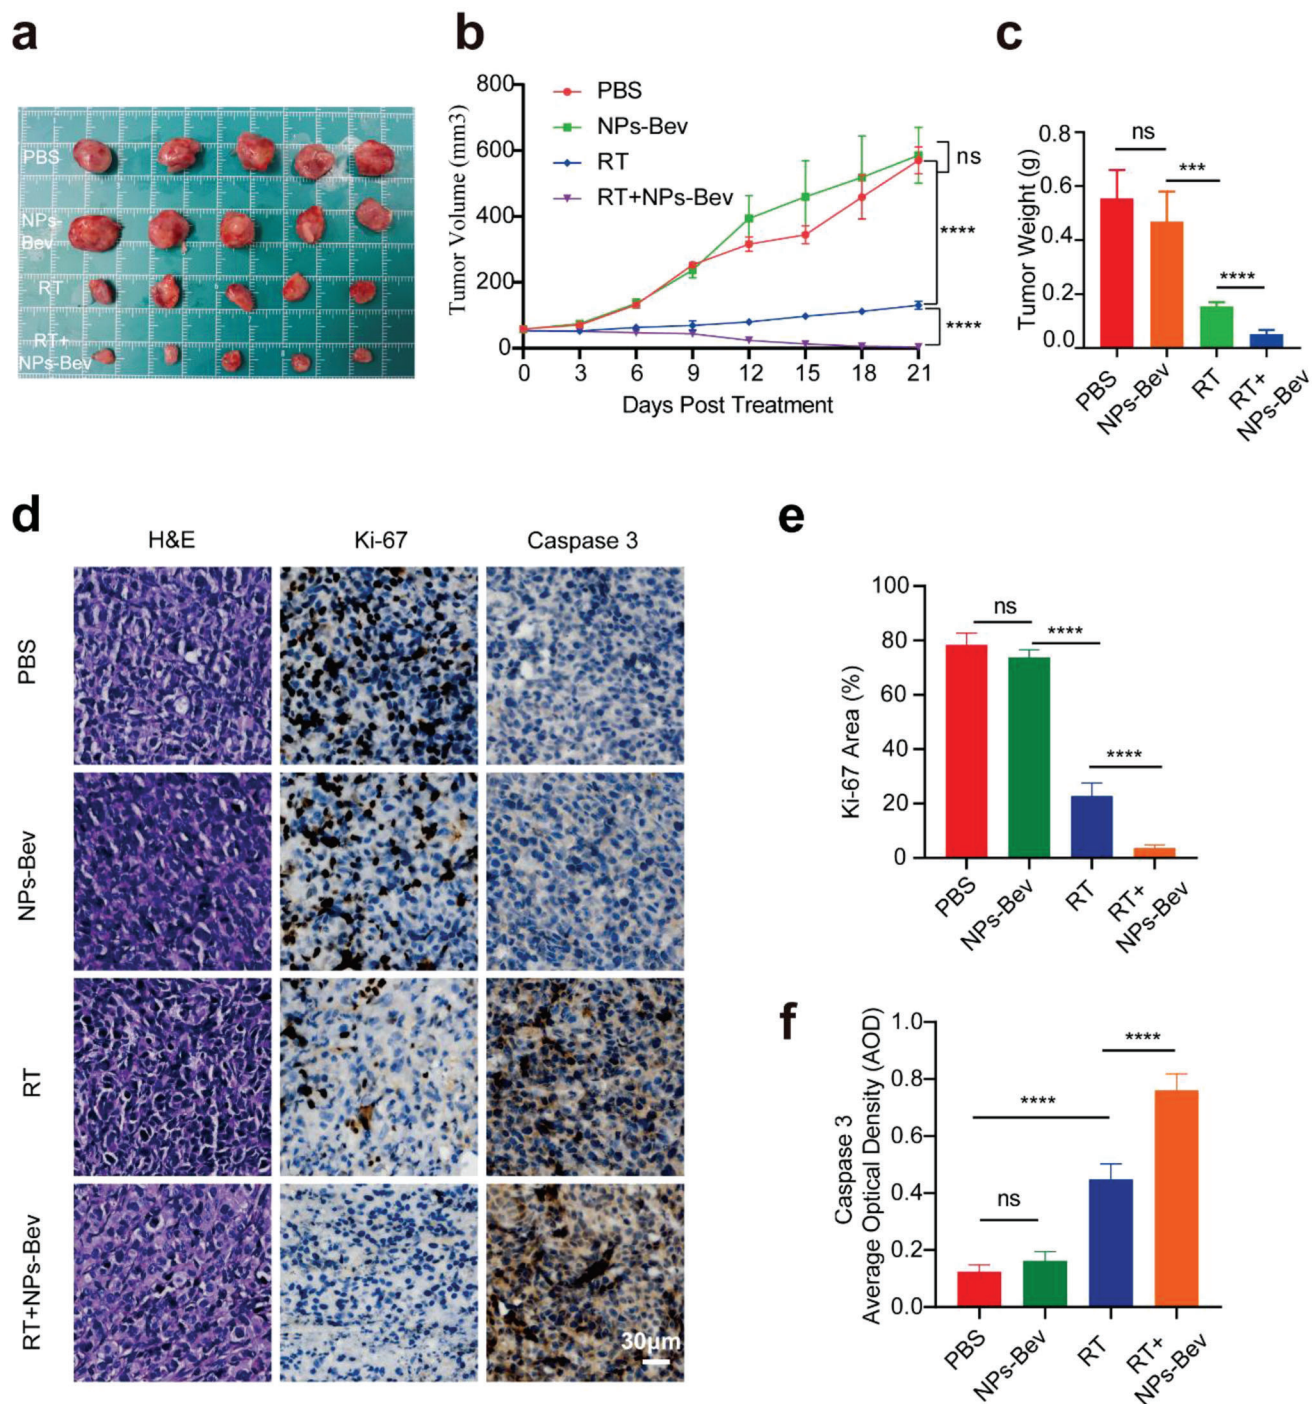 a
PBS
NPs-
Bev
RT
RT+
NPs-Bev
b
Tumor Volume (mm3)
800
600
400
200
0
PBS
NPs-Bev
RT
RT+NPs-Bev
ns
****
****
0 3 6 9 12 15 18 21
Days Post Treatment
c
Tumor Weight (g)
0.8
0.6
0.4
0.2
0.0
ns
***
****
PBS
NPs-Bev
RT
RT+
NPs-Bev
d
H&E Ki-67 Caspase 3
PBS
NPs-Bev
RT
RT+NPs-Bev
30μm
e
Ki-67 Area (%)
100
80
60
40
20
0
ns
****
****
PBS
NPs-Bev
RT
RT+
NPs-Bev
f
Caspase 3
Average Optical Density (AOD)
1.0
0.8
0.6
0.4
0.2
0.0
ns
****
****
PBS
NPs-Bev
RT
RT+
NPs-Bev